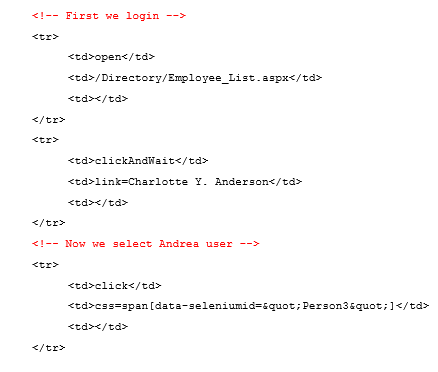 <!-- First we login -->
<tr>
<td>open</td>
<td>/Directory/Employee_List.aspx</td>
<td></td>
</tr>
<tr>
<td>clickAndWait</td>
<td>link=Charlotte Y. Anderson</td>
<td></td>
</tr>
<!-- Now we select Andrea user -->
<tr>
<td>click</td>
<td>css=span[data-seleniumid=&quot;Person3&quot;]</td>
<td></td>
</tr>